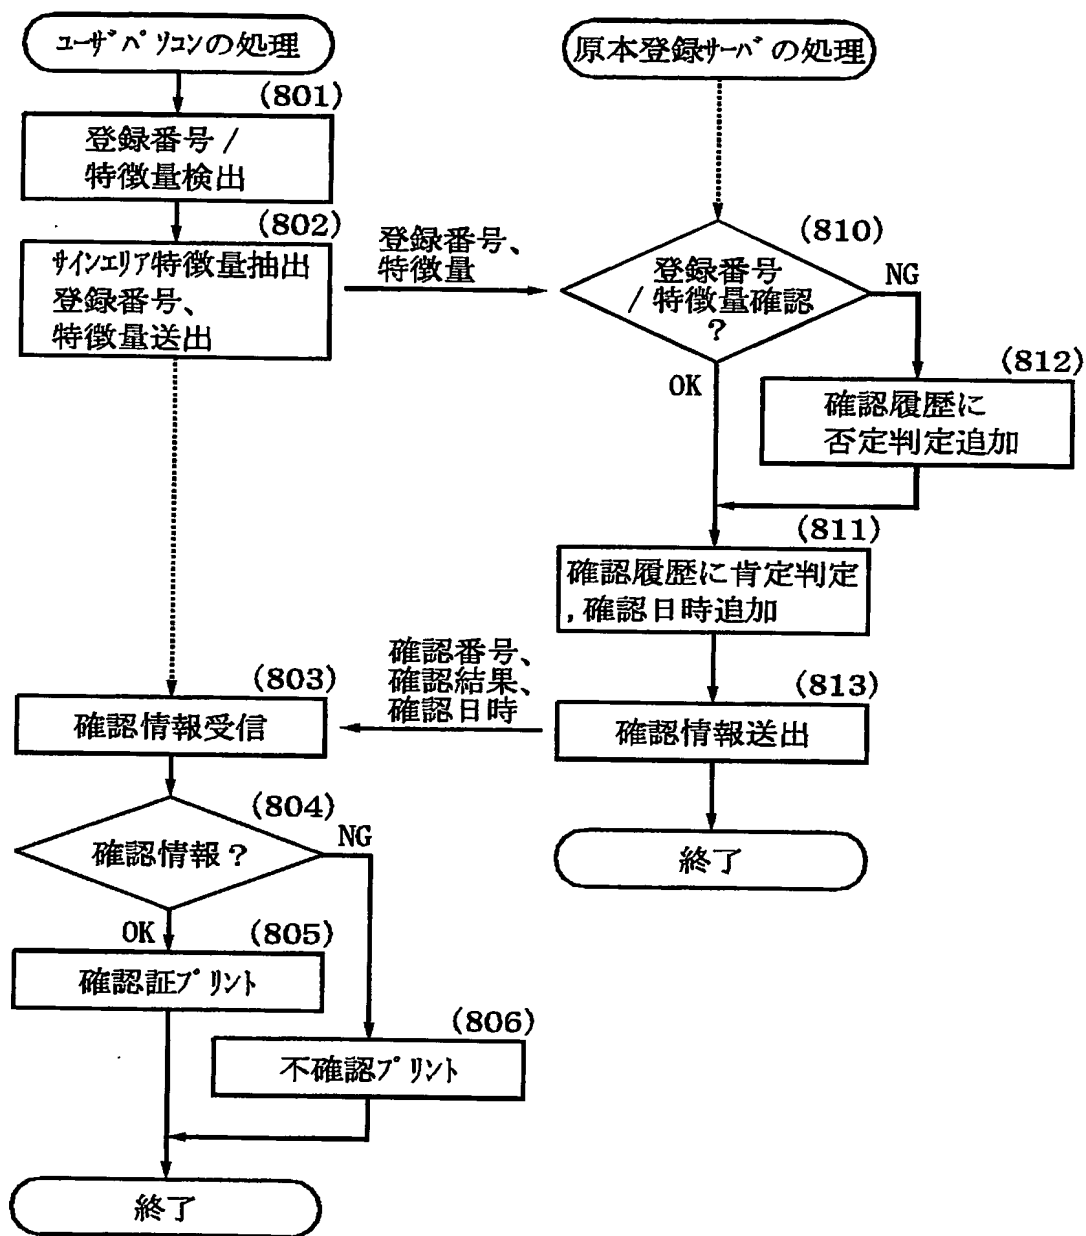 ユーザパソコンの処理
(801)
登録番号/
特徴量検出
(802)
サインエリア特徴量抽出
登録番号、
特徴量送出
登録番号、
特徴量
原本登録サーバの処理
(810)
登録番号
/特徴量確認
?
NG
OK
(812)
確認履歴に
否定判定追加
(811)
確認履歴に肯定判定
,確認日時追加
(813)
確認情報送出
終了
確認番号、
確認結果、
確認日時
(803)
確認情報受信
(804)
確認情報?
NG
OK
(805)
確認証プリント
(806)
不確認プリント
終了